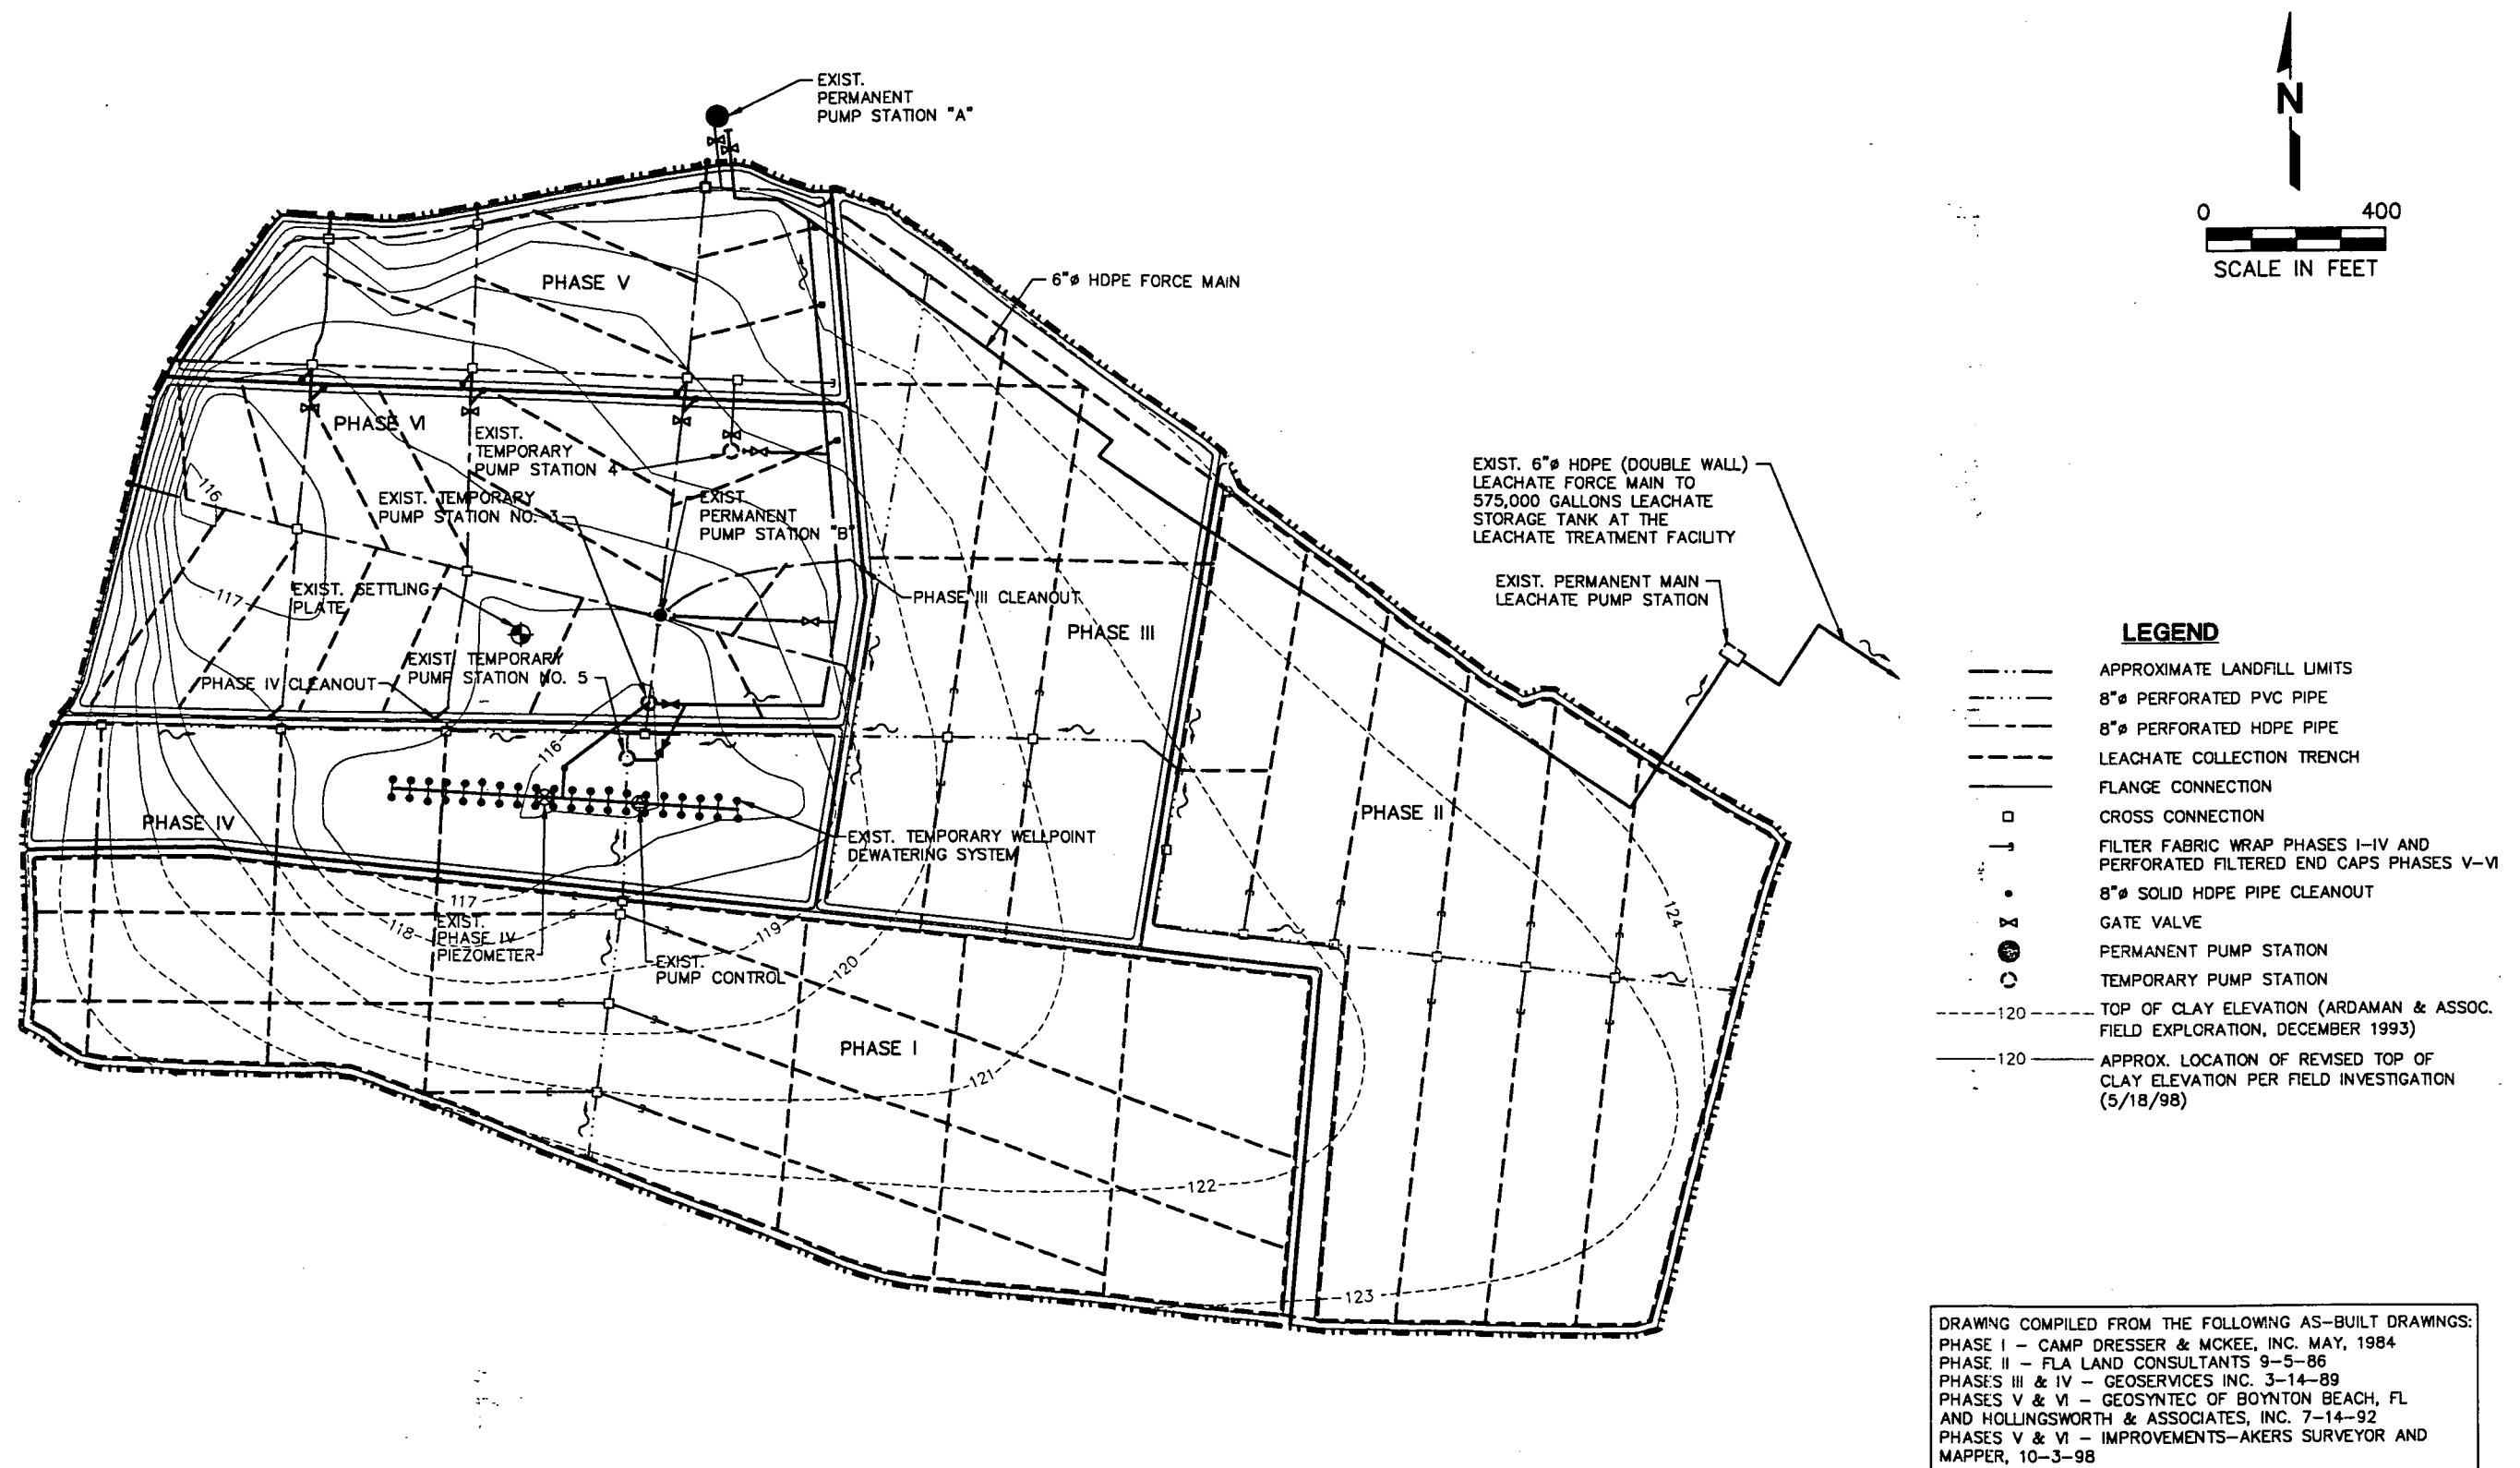 EXIST.
PERMANENT
PUMP STATION "A"
N
0 400
SCALE IN FEET
6"ø HDPE FORCE MAIN
PHASE V
PHASE VI
EXIST.
TEMPORARY
PUMP STATION 4
EXIST. TEMPORARY
PUMP STATION NO. 3
EXIST.
PERMANENT
PUMP STATION "B"
116
117
EXIST. SETTLING
PLATE
PHASE III CLEANOUT
PHASE III
EXIST. TEMPORARY
PUMP STATION NO. 5
PHASE IV CLEANOUT
116
PHASE IV
EXIST. TEMPORARY WELLPOINT
DEWATERING SYSTEM
117
118
EXIST.
PHASE IV
PIEZOMETER
EXIST.
PUMP CONTROL
119
120
121
122
123
124
PHASE I
PHASE II
EXIST. 6"ø HDPE (DOUBLE WALL)
LEACHATE FORCE MAIN TO
575,000 GALLONS LEACHATE
STORAGE TANK AT THE
LEACHATE TREATMENT FACILITY
EXIST. PERMANENT MAIN
LEACHATE PUMP STATION
LEGEND
APPROXIMATE LANDFILL LIMITS
8"ø PERFORATED PVC PIPE
8"ø PERFORATED HDPE PIPE
LEACHATE COLLECTION TRENCH
FLANGE CONNECTION
CROSS CONNECTION
FILTER FABRIC WRAP PHASES I-IV AND
PERFORATED FILTERED END CAPS PHASES V-VI
8"ø SOLID HDPE PIPE CLEANOUT
GATE VALVE
PERMANENT PUMP STATION
TEMPORARY PUMP STATION
120 TOP OF CLAY ELEVATION (ARDAMAN & ASSOC.
FIELD EXPLORATION, DECEMBER 1993)
120 APPROX. LOCATION OF REVISED TOP OF
CLAY ELEVATION PER FIELD INVESTIGATION
(5/18/98)
DRAWING COMPILED FROM THE FOLLOWING AS-BUILT DRAWINGS:
PHASE I - CAMP DRESSER & MCKEE, INC. MAY, 1984
PHASE II - FLA LAND CONSULTANTS 9-5-86
PHASES III & IV - GEOSERVICES INC. 3-14-89
PHASES V & VI - GEOSYNTEC OF BOYNTON BEACH, FL
AND HOLLINGSWORTH & ASSOCIATES, INC. 7-14-92
PHASES V & VI - IMPROVEMENTS-AKERS SURVEYOR AND
MAPPER, 10-3-98